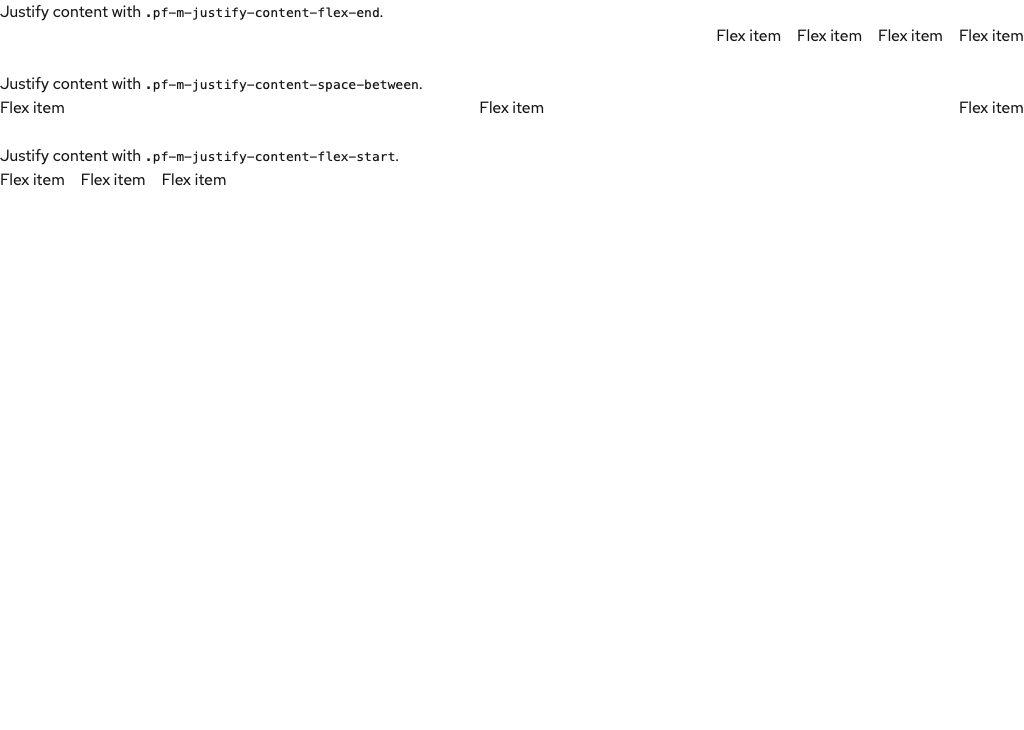 Justify content with .pf-m-justify-content-flex-end.
Flex item Flex item Flex item Flex item
Justify content with .pf-m-justify-content-space-between.
Flex item Flex item Flex item
Justify content with .pf-m-justify-content-flex-start.
Flex item Flex item Flex item